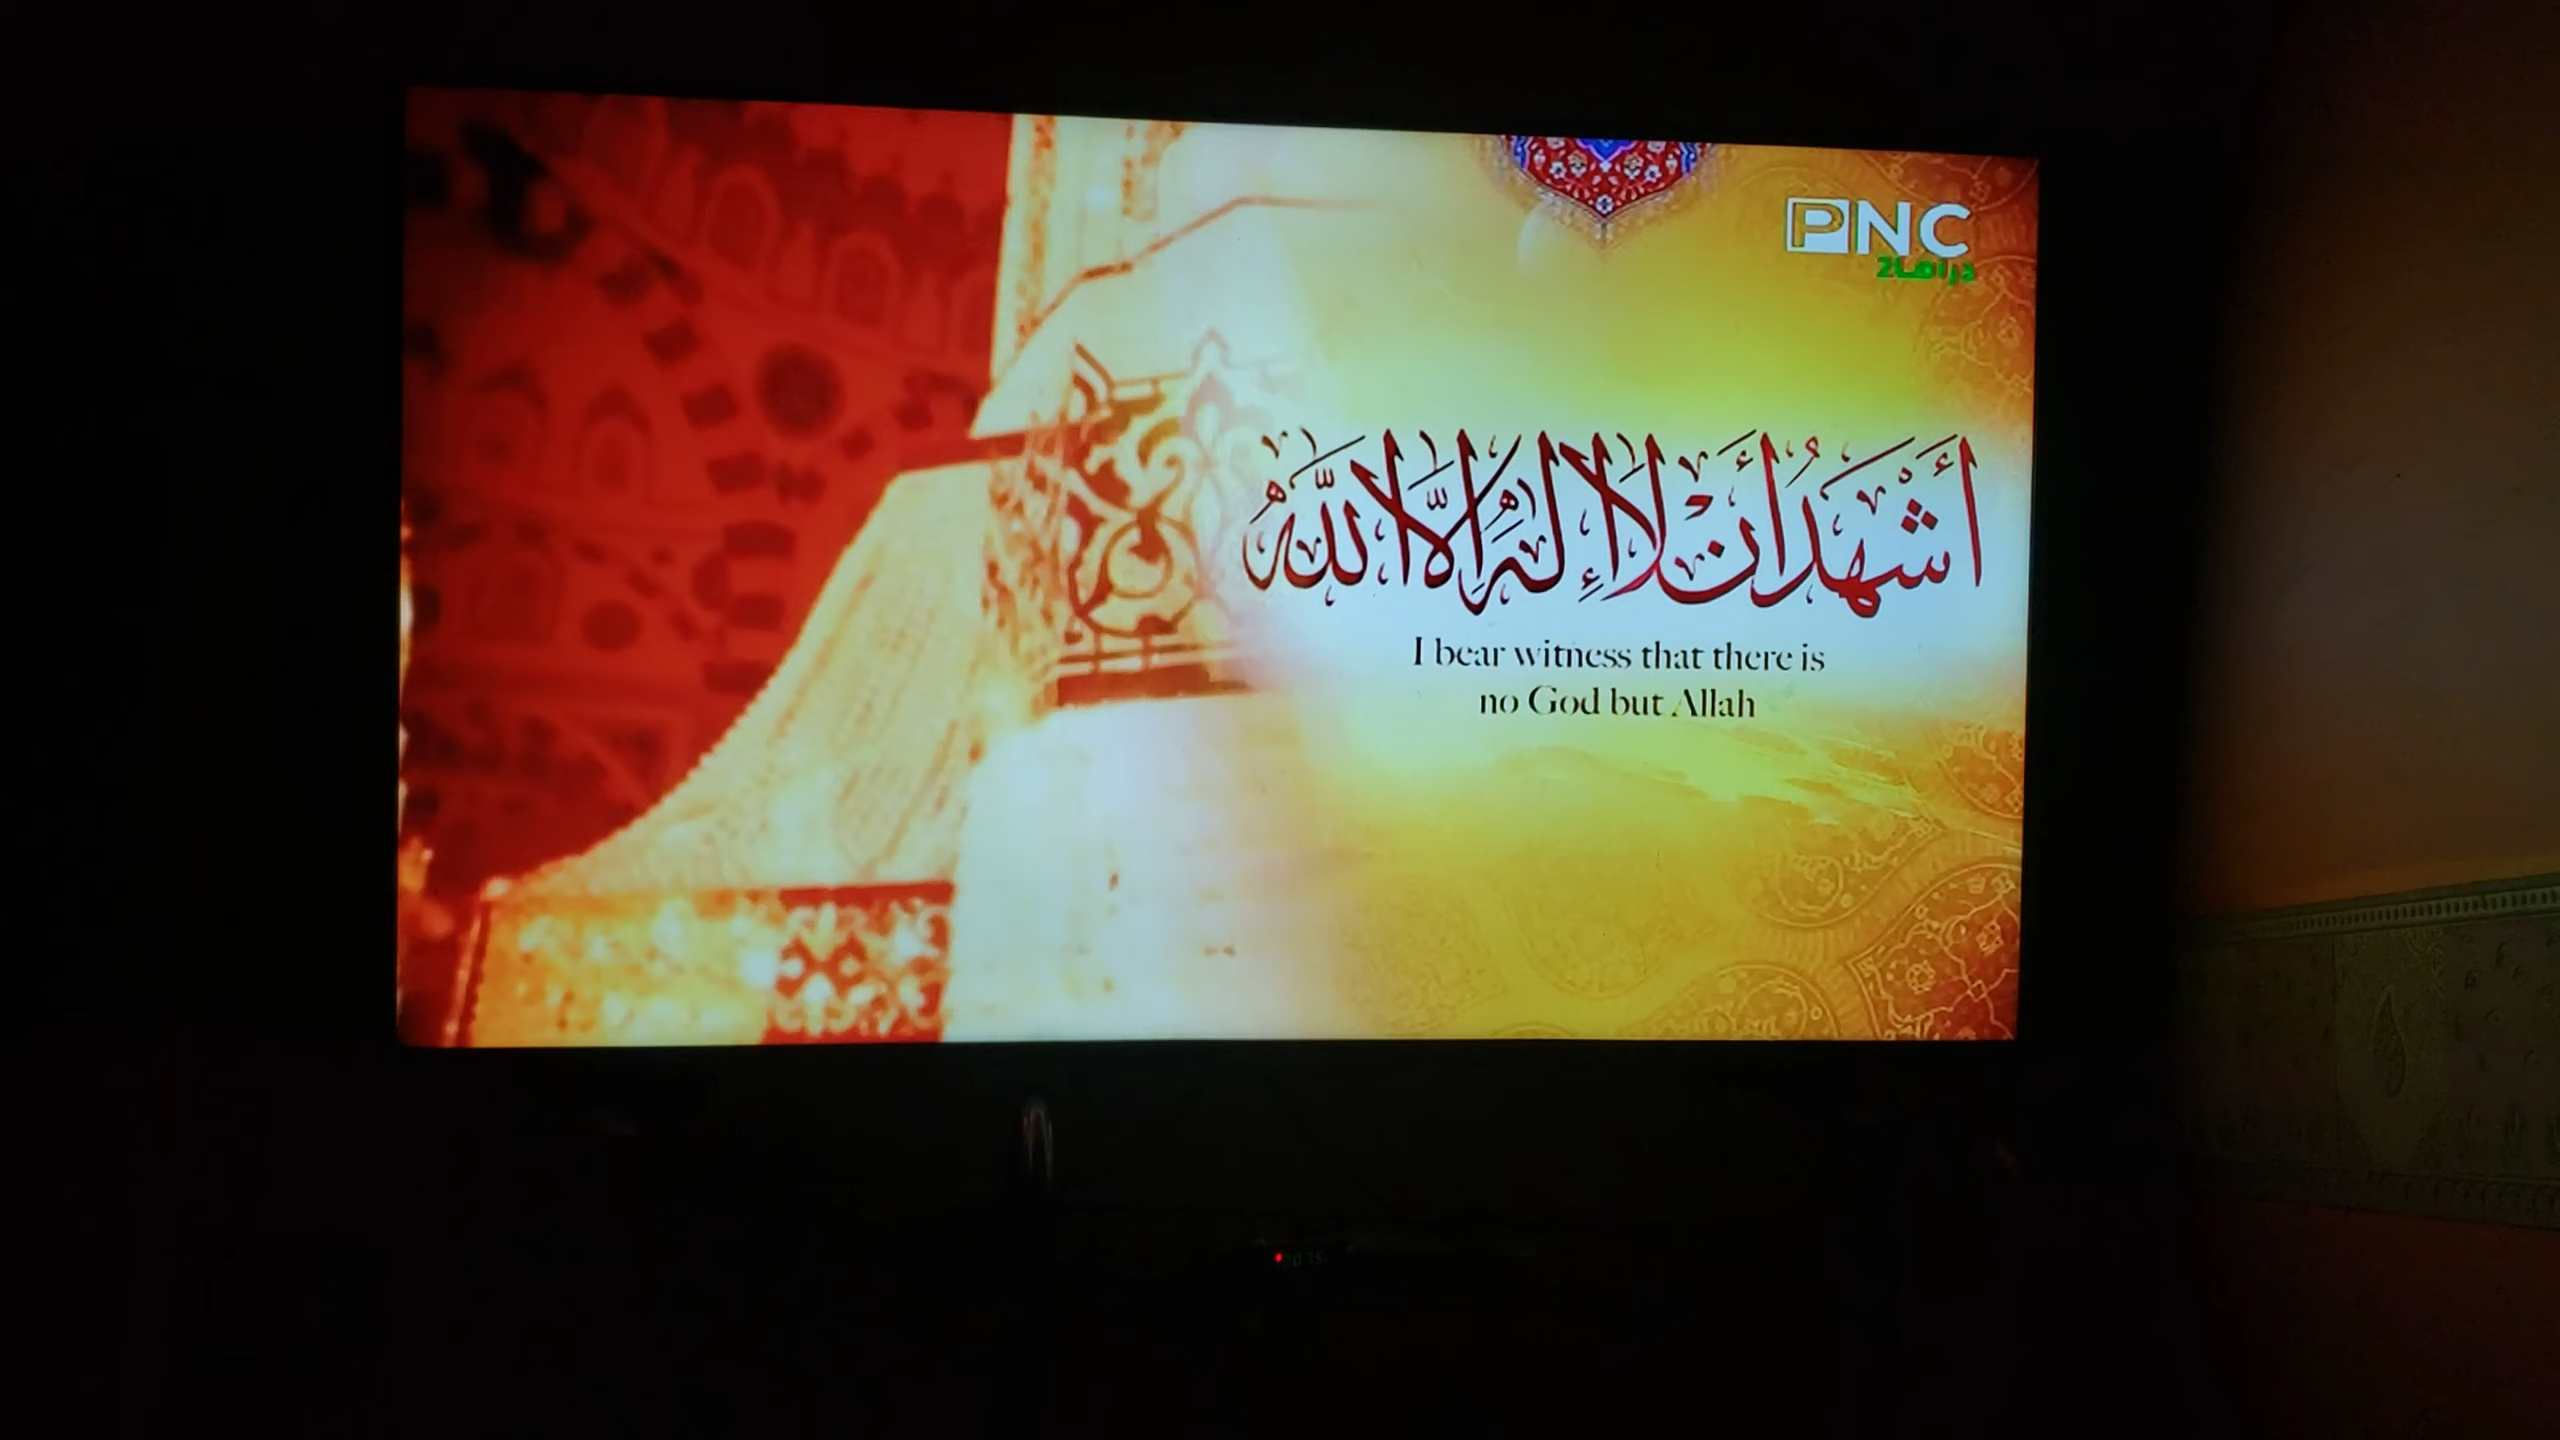 PNC
دراما2
أَشْهَدُ أَنْ لَا إِلَٰهَ إِلَّا اللَّهُ
I bear witness that there is
no God but Allah